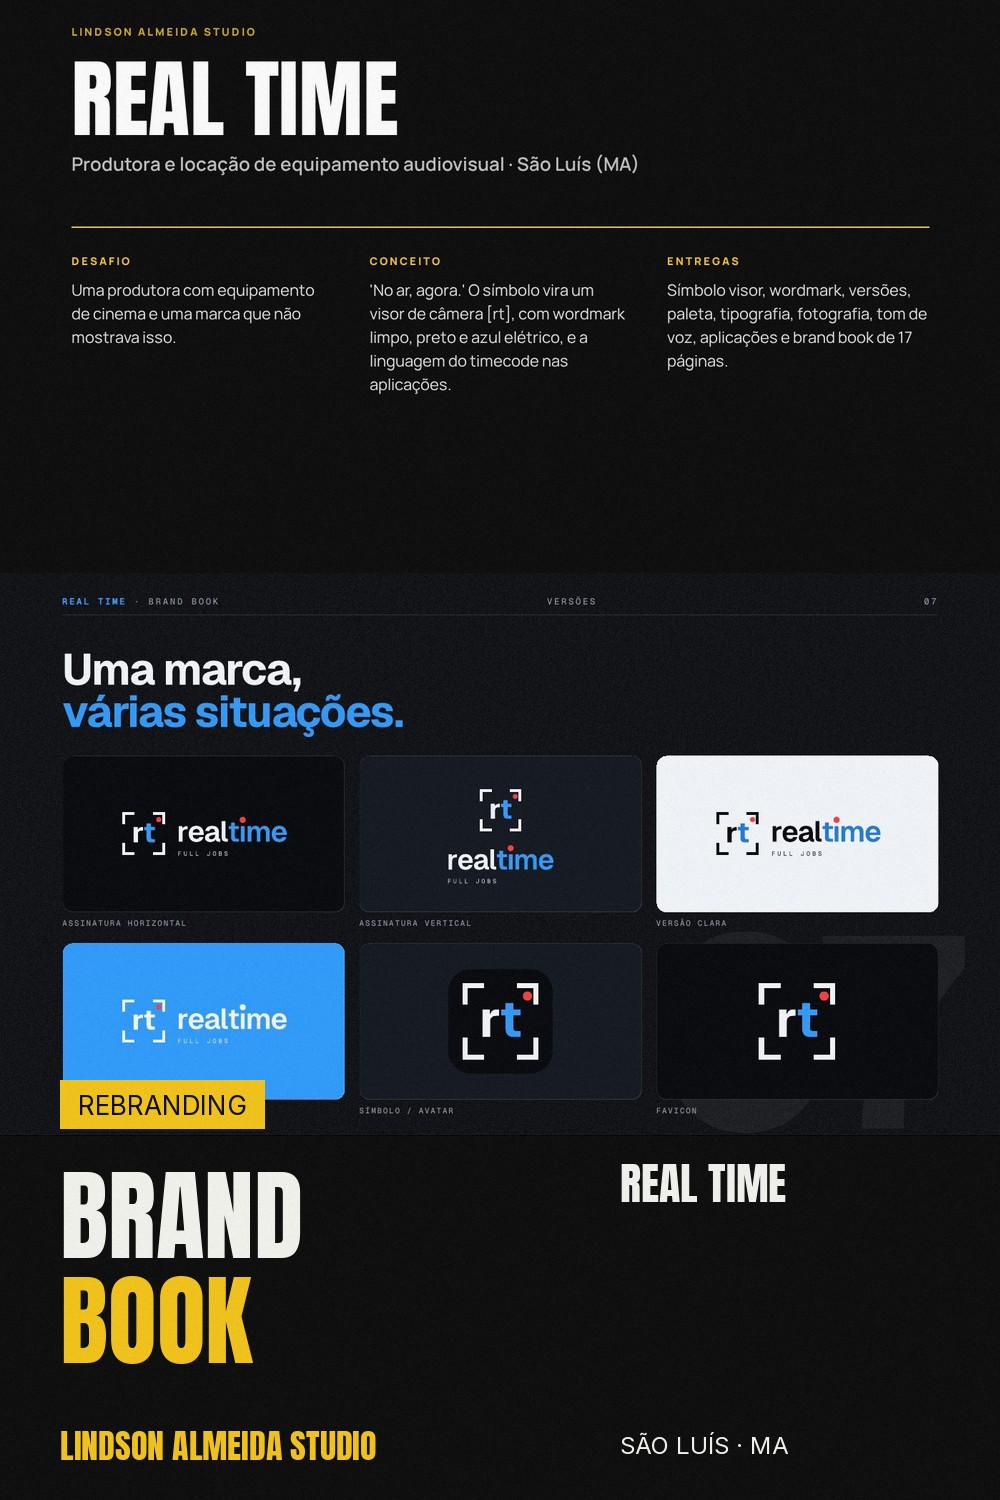 LINDSON ALMEIDA STUDIO
REAL TIME
Produtora e locação de equipamento audiovisual · São Luís (MA)
DESAFIO
Uma produtora com equipamento
de cinema e uma marca que não
mostrava isso.
CONCEITO
'No ar, agora.' O símbolo vira um
visor de câmera [rt], com wordmark
limpo, preto e azul elétrico, e a
linguagem do timecode nas
aplicações.
ENTREGAS
Símbolo visor, wordmark, versões,
paleta, tipografia, fotografia, tom de
voz, aplicações e brand book de 17
páginas.
REAL TIME · BRAND BOOK
VERSÕES
07
Uma marca,
várias situações.
rt realtime
FULL JOBS
ASSINATURA HORIZONTAL
rt
realtime
FULL JOBS
ASSINATURA VERTICAL
rt realtime
FULL JOBS
VERSÃO CLARA
07
rt realtime
FULL JOBS
rt
SÍMBOLO / AVATAR
rt
FAVICON
REBRANDING
BRAND
BOOK
REAL TIME
LINDSON ALMEIDA STUDIO
SÃO LUÍS · MA